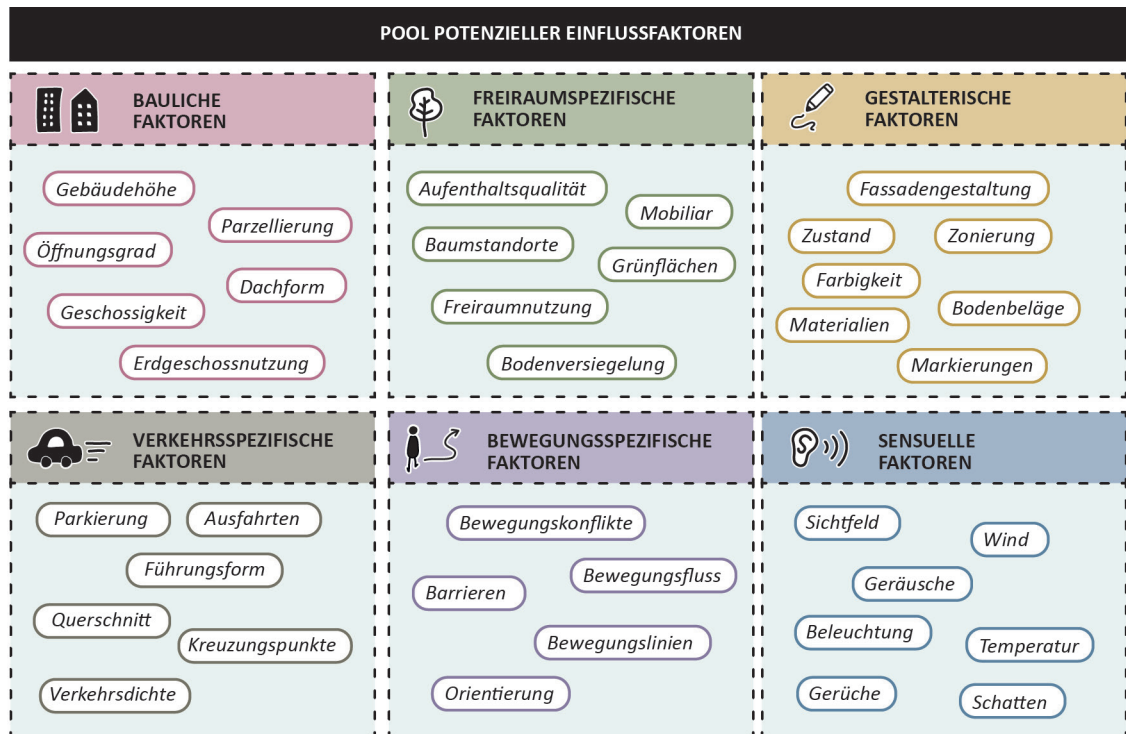 POOL POTENZIELLER EINFLUSSFAKTOREN
BAULICHE
FAKTOREN
Gebäudehöhe
Parzellierung
Öffnungsgrad
Dachform
Geschossigkeit
Erdgeschossnutzung
FREIRAUMSPEZIFISCHE
FAKTOREN
Aufenthaltsqualität
Mobiliar
Baumstandorte
Grünflächen
Freiraumnutzung
Bodenversiegelung
GESTALTERISCHE
FAKTOREN
Fassadengestaltung
Zustand
Zonierung
Farbigkeit
Bodenbeläge
Materialien
Markierungen
VERKEHRSSPEZIFISCHE
FAKTOREN
Parkierung
Ausfahrten
Führungsform
Querschnitt
Kreuzungspunkte
Verkehrsdichte
BEWEGUNGSSPEZIFISCHE
FAKTOREN
Bewegungskonflikte
Bewegungsfluss
Barrieren
Bewegungslinien
Orientierung
SENSUELLE
FAKTOREN
Sichtfeld
Wind
Geräusche
Beleuchtung
Temperatur
Gerüche
Schatten